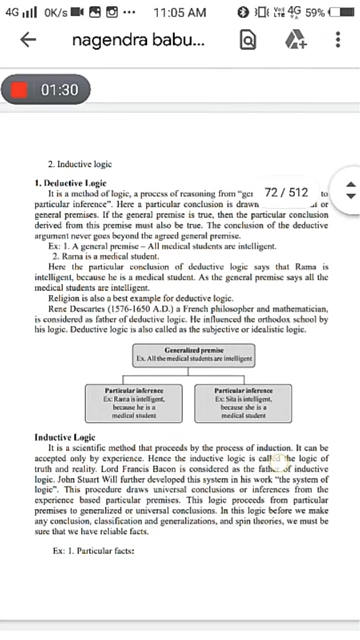 4G 0K/s 11:05 AM 4G 59%
nagendra babu...
01:30
2. Inductive logic
72 / 512
1. Deductive Logic
It is a method of logic, a process of reasoning from "ger to
particular inference". Here a particular conclusion is drawn or
general premises. If the general premise is true, then the particular conclusion
derived from this premise must also be true. The conclusion of the deductive
argument never goes beyond the agreed general premise.
Ex: 1. A general premise – All medical students are intelligent.
2. Rama is a medical student.
Here the particular conclusion of deductive logic says that Rama is
intelligent, because he is a medical student. As the general premise says all the
medical students are intelligent.
Religion is also a best example for deductive logic.
Rene Descartes (1576-1650 A.D.) a French philosopher and mathematician,
is considered as father of deductive logic. He influenced the orthodox school by
his logic. Deductive logic is also called as the subjective or idealistic logic.
Generalized premise
Ex. All the medical students are intelligent
Particular inference
Ex: Rama is intelligent,
because he is a
medical student
Particular inference
Ex: Sita is intelligent,
because she is a
medical student
Inductive Logic
It is a scientific method that proceeds by the process of induction. It can be
accepted only by experience. Hence the inductive logic is called the logic of
truth and reality. Lord Francis Bacon is considered as the father of inductive
logic. John Stuart Will further developed this system in his work "the system of
logic". This procedure draws universal conclusions or inferences from the
experience based particular premises. This logic proceeds from particular
premises to generalized or universal conclusions. In this logic before we make
any conclusion, classification and generalizations, and spin theories, we must be
sure that we have reliable facts.
Ex: 1. Particular facts: